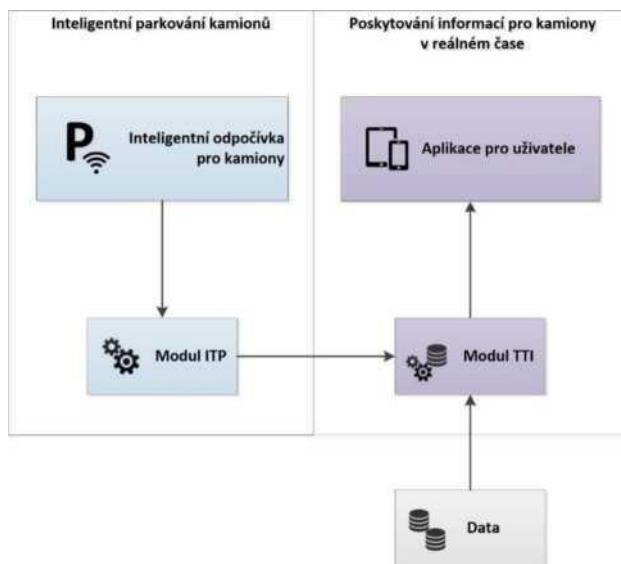 Inteligentní parkování kamionů
Poskytování informací pro kamiony
v reálném čase
P
Inteligentní odpočívka
pro kamiony
Aplikace pro uživatele
Modul ITP
Modul TTI
Data